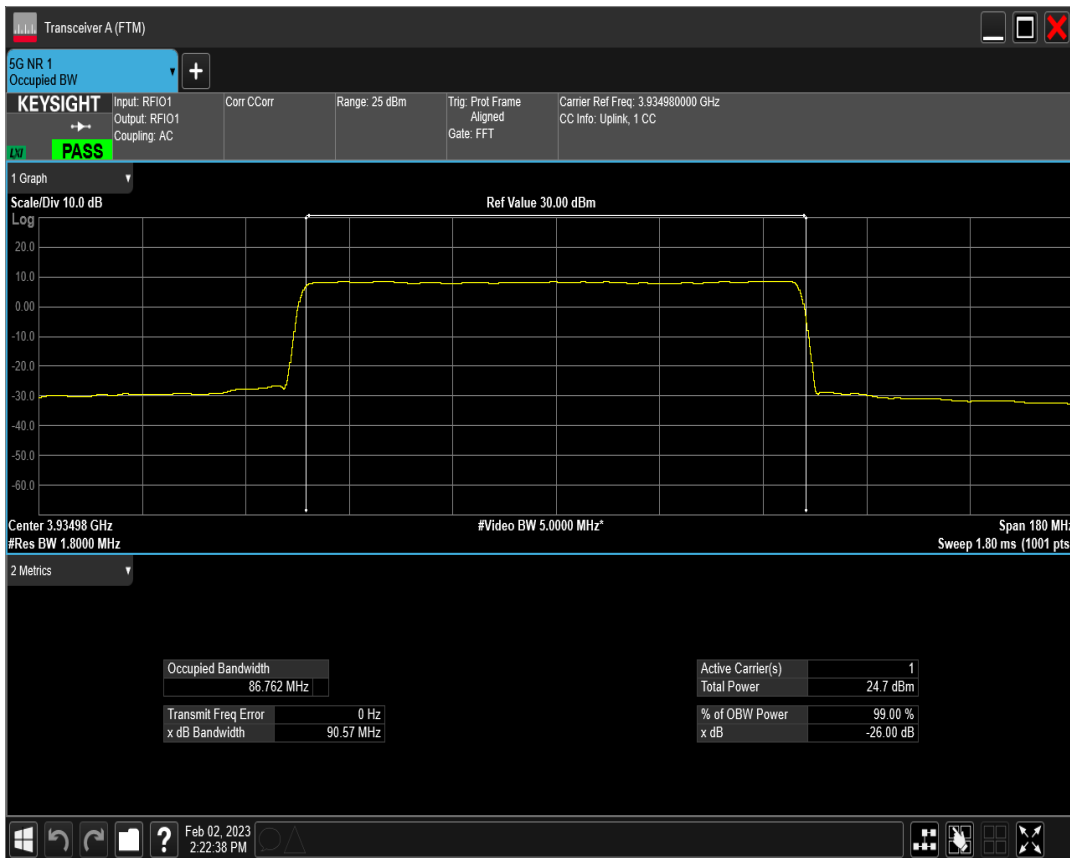 Transceiver A (FTM)
5G NR 1
Occupied BW
+
KEYSIGHT
LXI
PASS
Input: RFIO1
Output: RFIO1
Coupling: AC
Corr CCorr
Range: 25 dBm
Trig: Prot Frame
Aligned
Gate: FFT
Carrier Ref Freq: 3.934980000 GHz
CC Info: Uplink, 1 CC
1 Graph
Scale/Div 10.0 dB
Ref Value 30.00 dBm
Log
20.0
10.0
0.00
-10.0
-20.0
-30.0
-40.0
-50.0
-60.0
Center 3.93498 GHz
#Video BW 5.0000 MHz*
Span 180 MHz
#Res BW 1.8000 MHz
Sweep 1.80 ms (1001 pts
2 Metrics
Occupied Bandwidth
86.762 MHz
Transmit Freq Error 0 Hz
x dB Bandwidth 90.57 MHz
Active Carrier(s) 1
Total Power 24.7 dBm
% of OBW Power 99.00 %
x dB -26.00 dB
?
Feb 02, 2023
2:22:38 PM